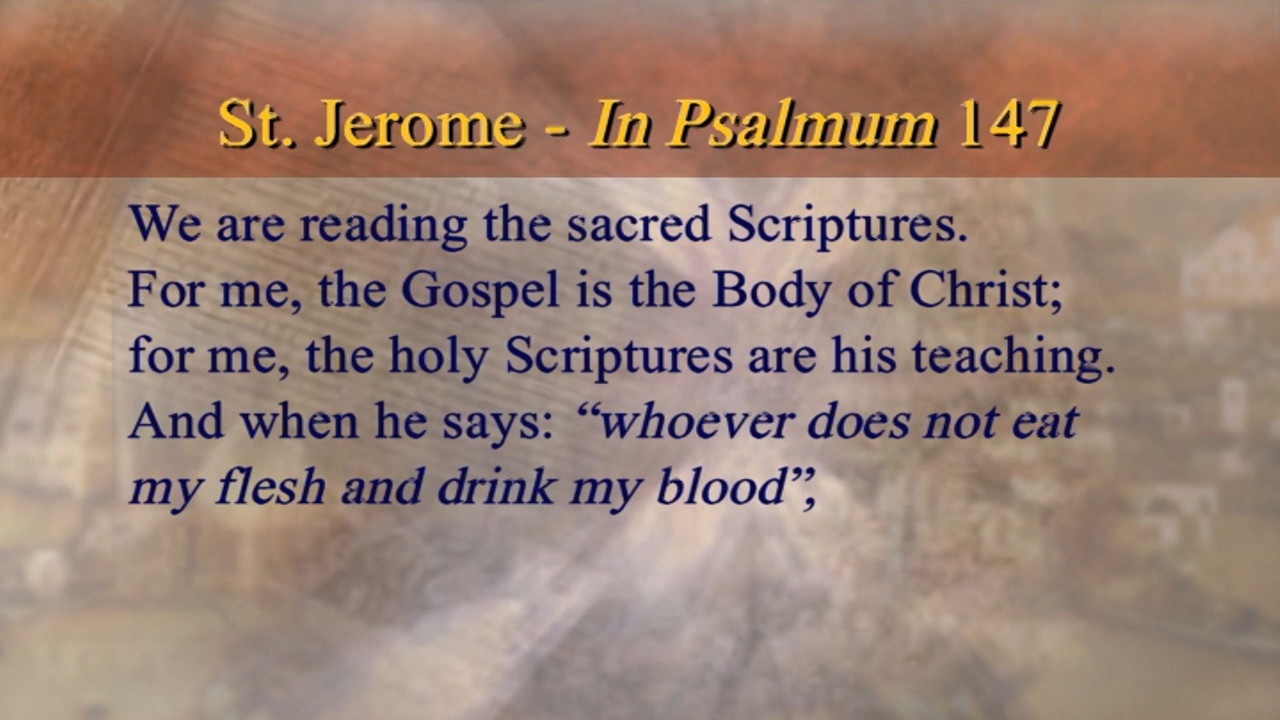 St. Jerome - In Psalmum 147
We are reading the sacred Scriptures.
For me, the Gospel is the Body of Christ;
for me, the holy Scriptures are his teaching.
And when he says: “whoever does not eat
my flesh and drink my blood”,